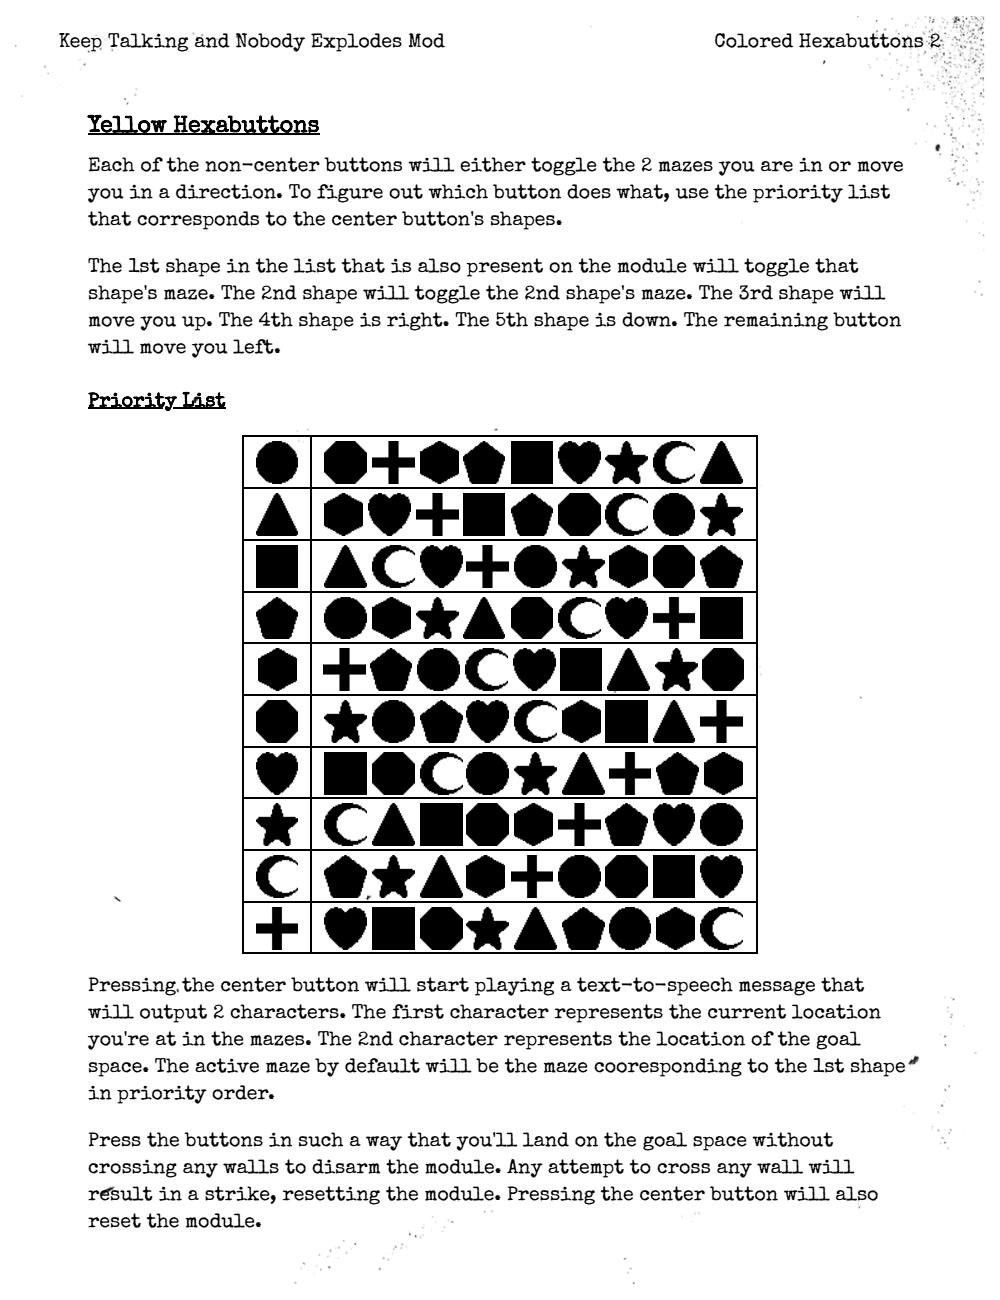 Keep Talking and Nobody Explodes Mod
Colored Hexabuttons 2
Yellow Hexabuttons
Each of the non-center buttons will either toggle the 2 mazes you are in or move
you in a direction. To figure out which button does what, use the priority list
that corresponds to the center button's shapes.
The 1st shape in the list that is also present on the module will toggle that
shape's maze. The 2nd shape will toggle the 2nd shape's maze. The 3rd shape will
move you up. The 4th shape is right. The 5th shape is down. The remaining button
will move you left.
Priority List
Pressing the center button will start playing a text-to-speech message that
will output 2 characters. The first character represents the current location
you're at in the mazes. The 2nd character represents the location of the goal
space. The active maze by default will be the maze cooresponding to the 1st shape
in priority order.
Press the buttons in such a way that you'll land on the goal space without
crossing any walls to disarm the module. Any attempt to cross any wall will
result in a strike, resetting the module. Pressing the center button will also
reset the module.